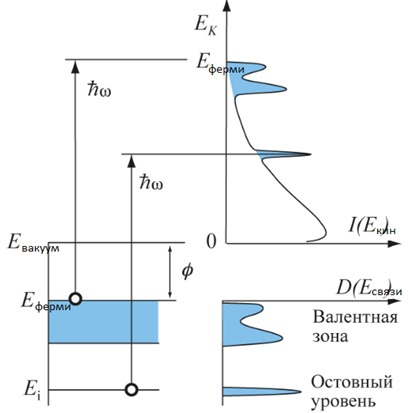 E_K
E_ферми
ħω
ħω
I(E_кин
0
E_вакуум
ϕ
E_ферми
D(E_связи
Валентная
зона
E_i
Остовный
уровень